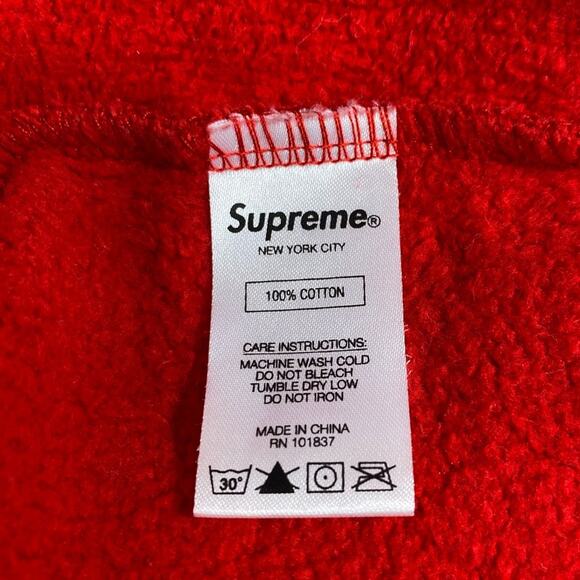 Supreme®
NEW YORK CITY
100% COTTON
CARE INSTRUCTIONS:
MACHINE WASH COLD
DO NOT BLEACH
TUMBLE DRY LOW
DO NOT IRON
MADE IN CHINA
RN 101837
30°